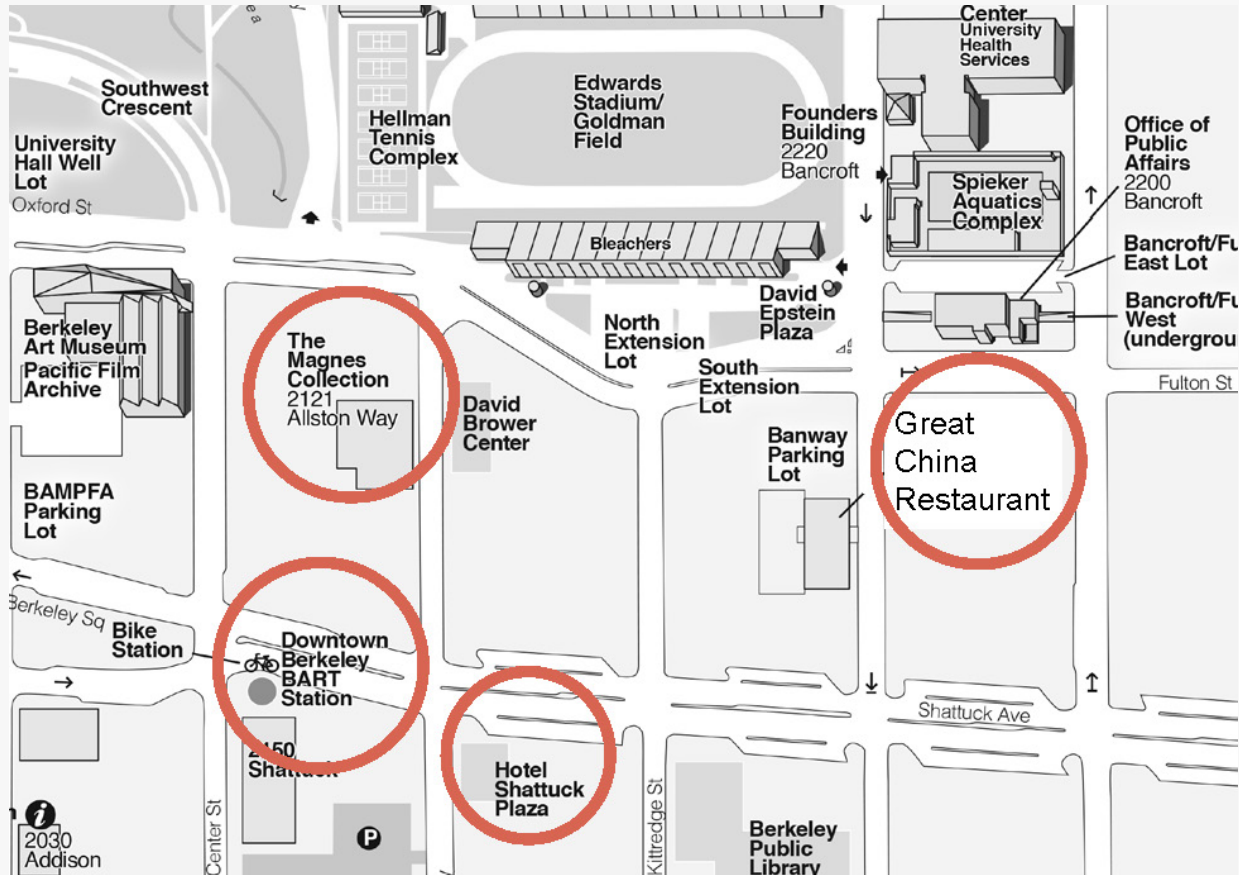 Center
University
Health
Services
Southwest
Crescent
Edwards
Stadium/
Goldman
Field
Hellman
Tennis
Complex
Founders
Building
2220
Bancroft
Office of
Public
Affairs
2200
Bancroft
University
Hall Well
Lot
Oxford St
Spieker
Aquatics
Complex
Bleachers
Bancroft/Fu
East Lot
David
Epstein
Plaza
Bancroft/Fu
West
(undergrou
Berkeley
Art Museum
Pacific Film
Archive
The
Magnes
Collection
2121
Allston Way
North
Extension
Lot
South
Extension
Lot
Fulton St
David
Brower
Center
Banway
Parking
Lot
Great
China
Restaurant
BAMPFA
Parking
Lot
Berkeley Sq
Bike
Station
Downtown
Berkeley
BART
Station
Shattuck Ave
2150
Shattuck
Hotel
Shattuck
Plaza
i
2030
Addison
Center St
P
Kittredge St
Berkeley
Public
Library